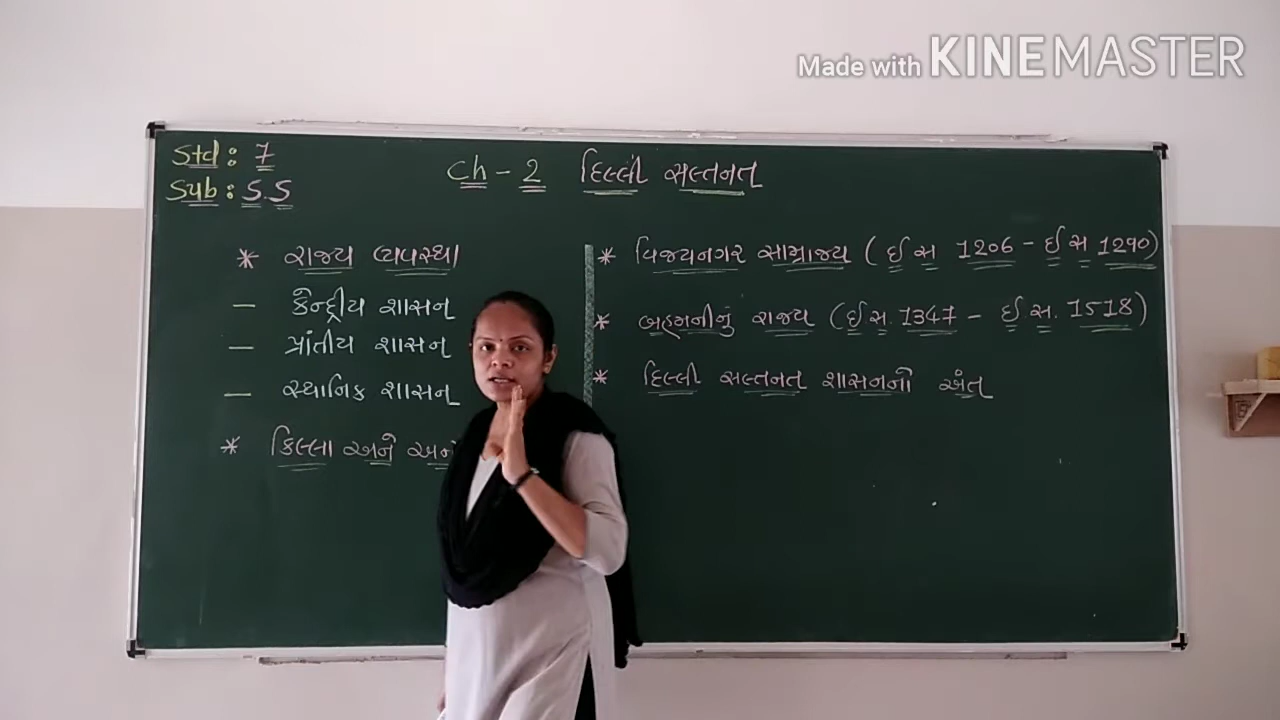 Made with KINEMASTER
Std : 7
Sub : S.S
Ch - 2 દિલ્લી સલ્તનત
* રાજ્ય વ્યવસ્થા
- કેન્દ્રીય શાસન
- પ્રાંતીય શાસન
- સ્થાનિક શાસન
* કિલ્લા અને
* વિજયનગર સામ્રાજ્ય ( ઈ સ 1206 - ઈ સ 1290 )
* બહમનીનું રાજ્ય ( ઈ સ. 1347 - ઈ સ. 1518 )
* દિલ્લી સલ્તનત શાસનનો અંત